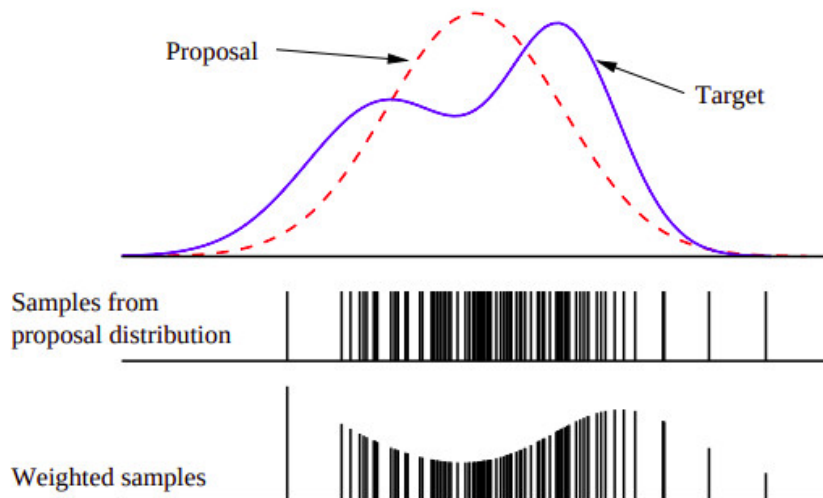 Proposal
Target
Samples from
proposal distribution
Weighted samples